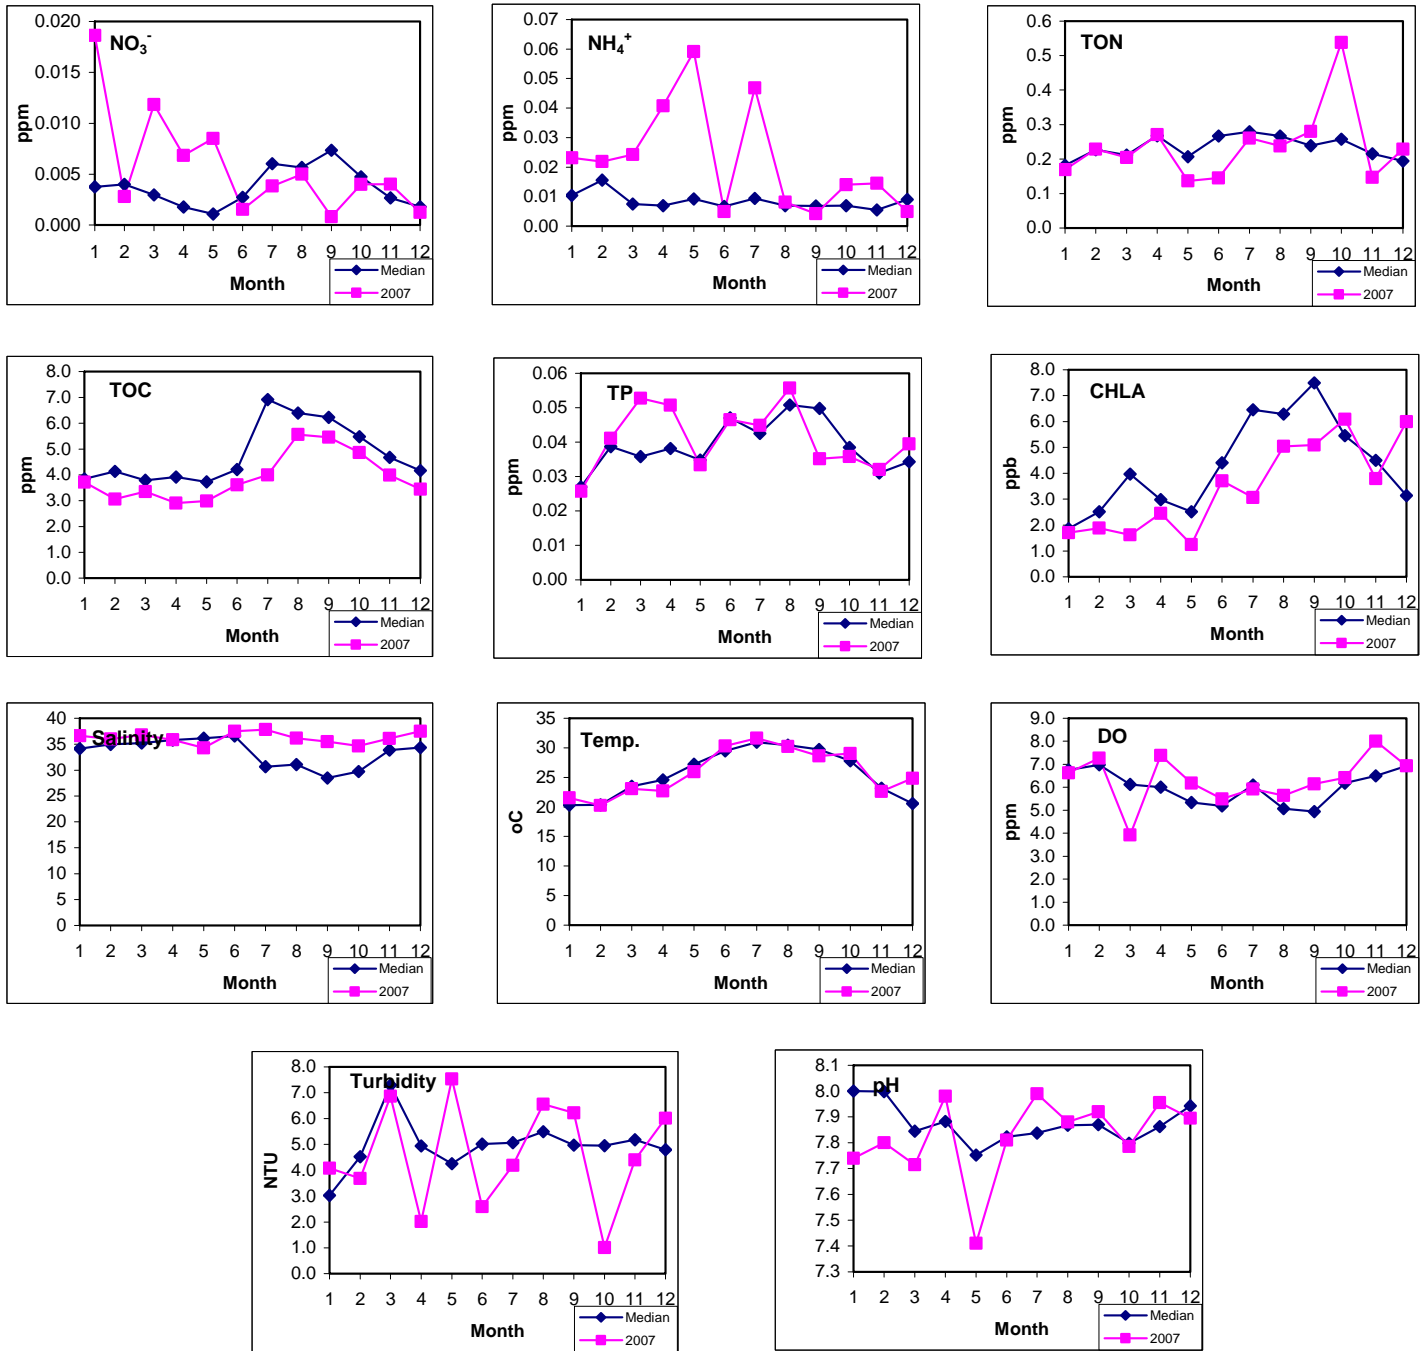 NO3-
ppm
0.020
0.015
0.010
0.005
0.000
1 2 3 4 5 6 7 8 9 10 11 12
Month
Median
2007
NH4+
ppm
0.07
0.06
0.05
0.04
0.03
0.02
0.01
0.00
1 2 3 4 5 6 7 8 9 10 11 12
Month
Median
2007
TON
ppm
0.6
0.5
0.4
0.3
0.2
0.1
0.0
1 2 3 4 5 6 7 8 9 10 11 12
Month
Median
2007
TOC
ppm
8.0
7.0
6.0
5.0
4.0
3.0
2.0
1.0
0.0
1 2 3 4 5 6 7 8 9 10 11 12
Month
Median
2007
TP
ppm
0.06
0.05
0.04
0.03
0.02
0.01
0.00
1 2 3 4 5 6 7 8 9 10 11 12
Month
Median
2007
CHLA
ppb
8.0
7.0
6.0
5.0
4.0
3.0
2.0
1.0
0.0
1 2 3 4 5 6 7 8 9 10 11 12
Month
Median
2007
Salinity
40
35
30
25
20
15
10
5
0
1 2 3 4 5 6 7 8 9 10 11 12
Month
Median
2007
Temp.
oC
35
30
25
20
15
10
5
0
1 2 3 4 5 6 7 8 9 10 11 12
Month
Median
2007
DO
ppm
9.0
8.0
7.0
6.0
5.0
4.0
3.0
2.0
1.0
0.0
1 2 3 4 5 6 7 8 9 10 11 12
Month
Median
2007
Turbidity
NTU
8.0
7.0
6.0
5.0
4.0
3.0
2.0
1.0
0.0
1 2 3 4 5 6 7 8 9 10 11 12
Month
Median
2007
pH
8.1
8.0
7.9
7.8
7.7
7.6
7.5
7.4
7.3
1 2 3 4 5 6 7 8 9 10 11 12
Month
Median
2007